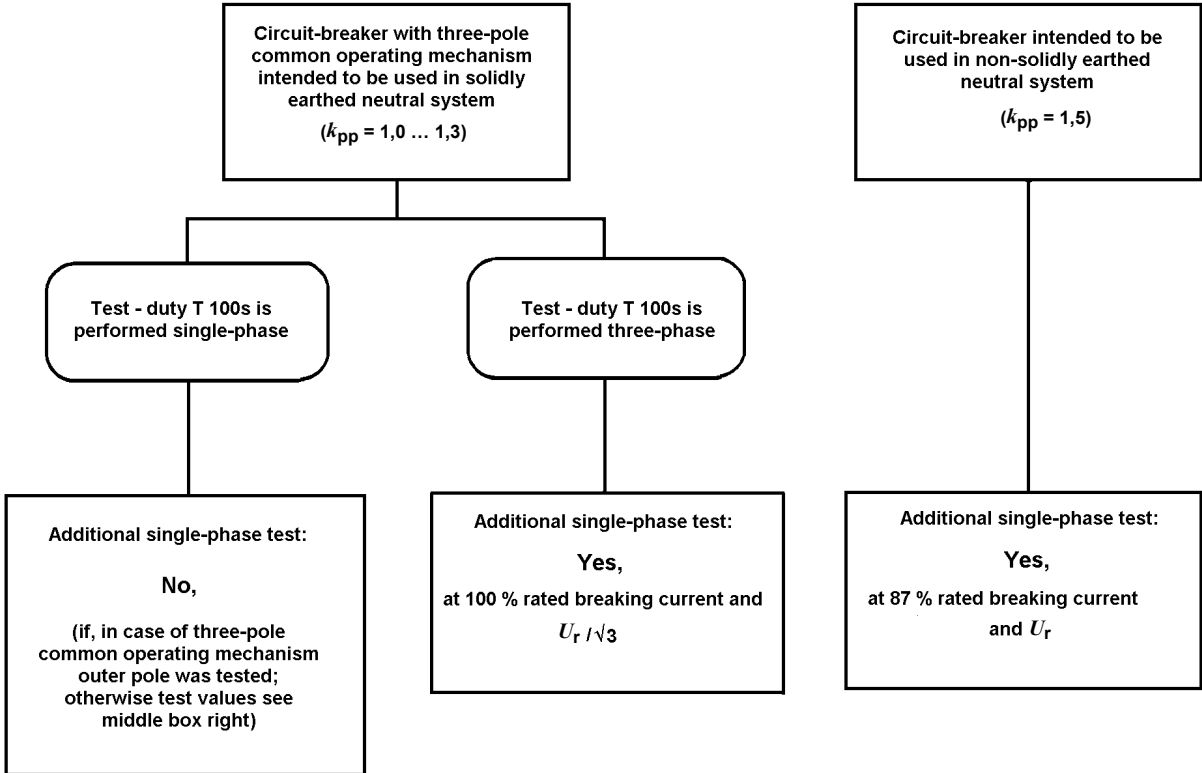 Circuit-breaker with three-pole
common operating mechanism
intended to be used in solidly
earthed neutral system
(kpp = 1,0 … 1,3)
Circuit-breaker intended to be
used in non-solidly earthed
neutral system
(kpp = 1,5)
Test - duty T 100s is
performed single-phase
Test - duty T 100s is
performed three-phase
Additional single-phase test:
No,
(if, in case of three-pole
common operating mechanism
outer pole was tested;
otherwise test values see
middle box right)
Additional single-phase test:
Yes,
at 100 % rated breaking current and
Ur /√3
Additional single-phase test:
Yes,
at 87 % rated breaking current
and Ur